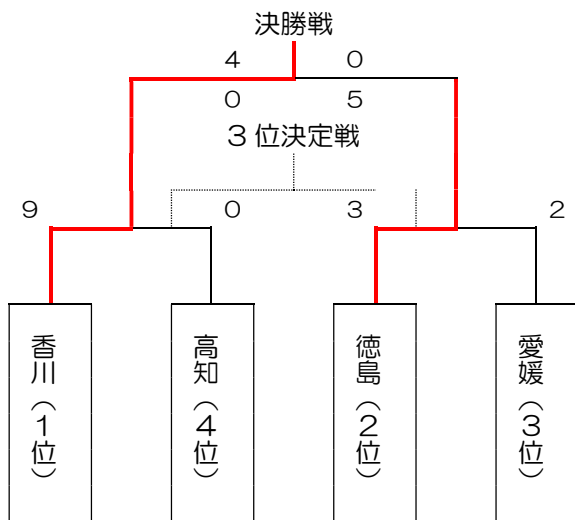 決勝戦
４ ０
０ ５
３位決定戦
９ ０ ３ ２
香川（１位）
高知（４位）
徳島（２位）
愛媛（３位）